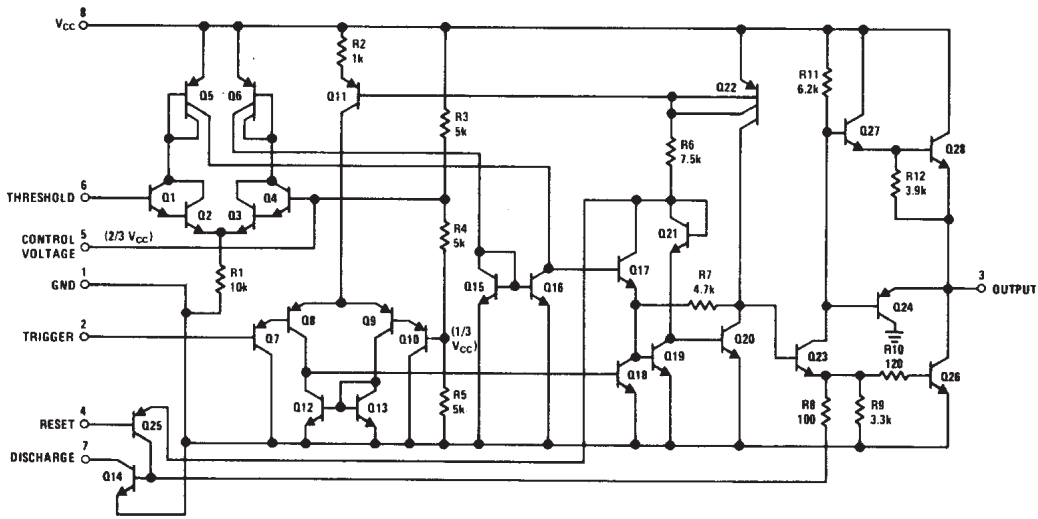 8
V_CC
R2
1k
R11
6.2k
Q5
Q6
Q11
Q22
Q27
Q28
R3
5k
R6
7.5k
R12
3.9k
6
THRESHOLD
Q1
Q2
Q3
Q4
5
CONTROL
VOLTAGE
(2/3 V_CC)
R4
5k
Q21
1
GND
R1
10k
Q15
Q16
Q17
R7
4.7k
3
OUTPUT
Q24
2
TRIGGER
Q7
Q8
Q9
Q10
(1/3
V_CC)
Q18
Q19
Q20
Q23
R10
120
Q26
4
RESET
Q25
Q12
Q13
R5
5k
R8
100
R9
3.3k
7
DISCHARGE
Q14